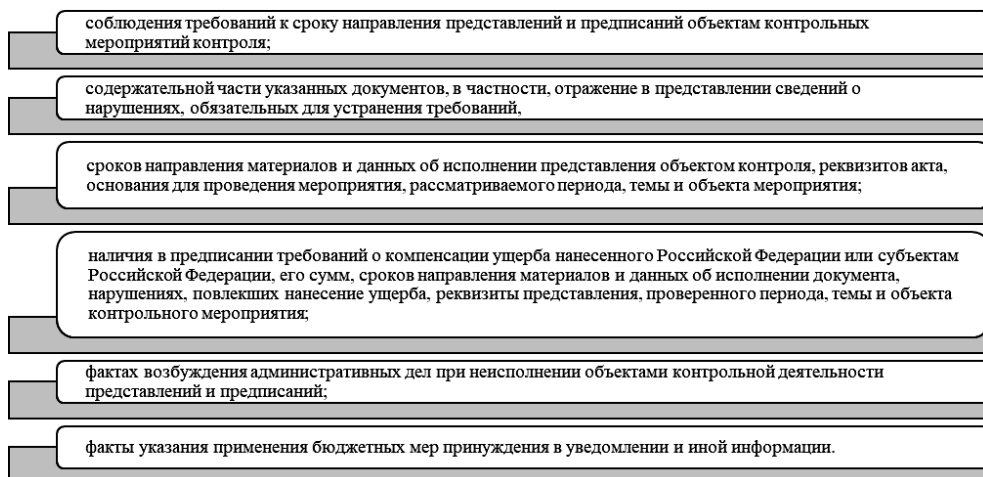 соблюдения требований к сроку направления представлений и предписаний объектам контрольных
мероприятий контроля;
содержательной части указанных документов, в частности, отражение в представлении сведений о
нарушениях, обязательных для устранения требований,
сроков направления материалов и данных об исполнении представления объектом контроля, реквизитов акта,
основания для проведения мероприятия, рассматриваемого периода, темы и объекта мероприятия;
наличия в предписании требований о компенсации ущерба нанесенного Российской Федерации или субъектам
Российской Федерации, его сумм, сроков направления материалов и данных об исполнении документа,
нарушениях, повлекших нанесение ущерба, реквизиты представления, проверенного периода, темы и объекта
контрольного мероприятия;
фактах возбуждения административных дел при неисполнении объектами контрольной деятельности
представлений и предписаний;
факты указания применения бюджетных мер принуждения в уведомлении и иной информации.